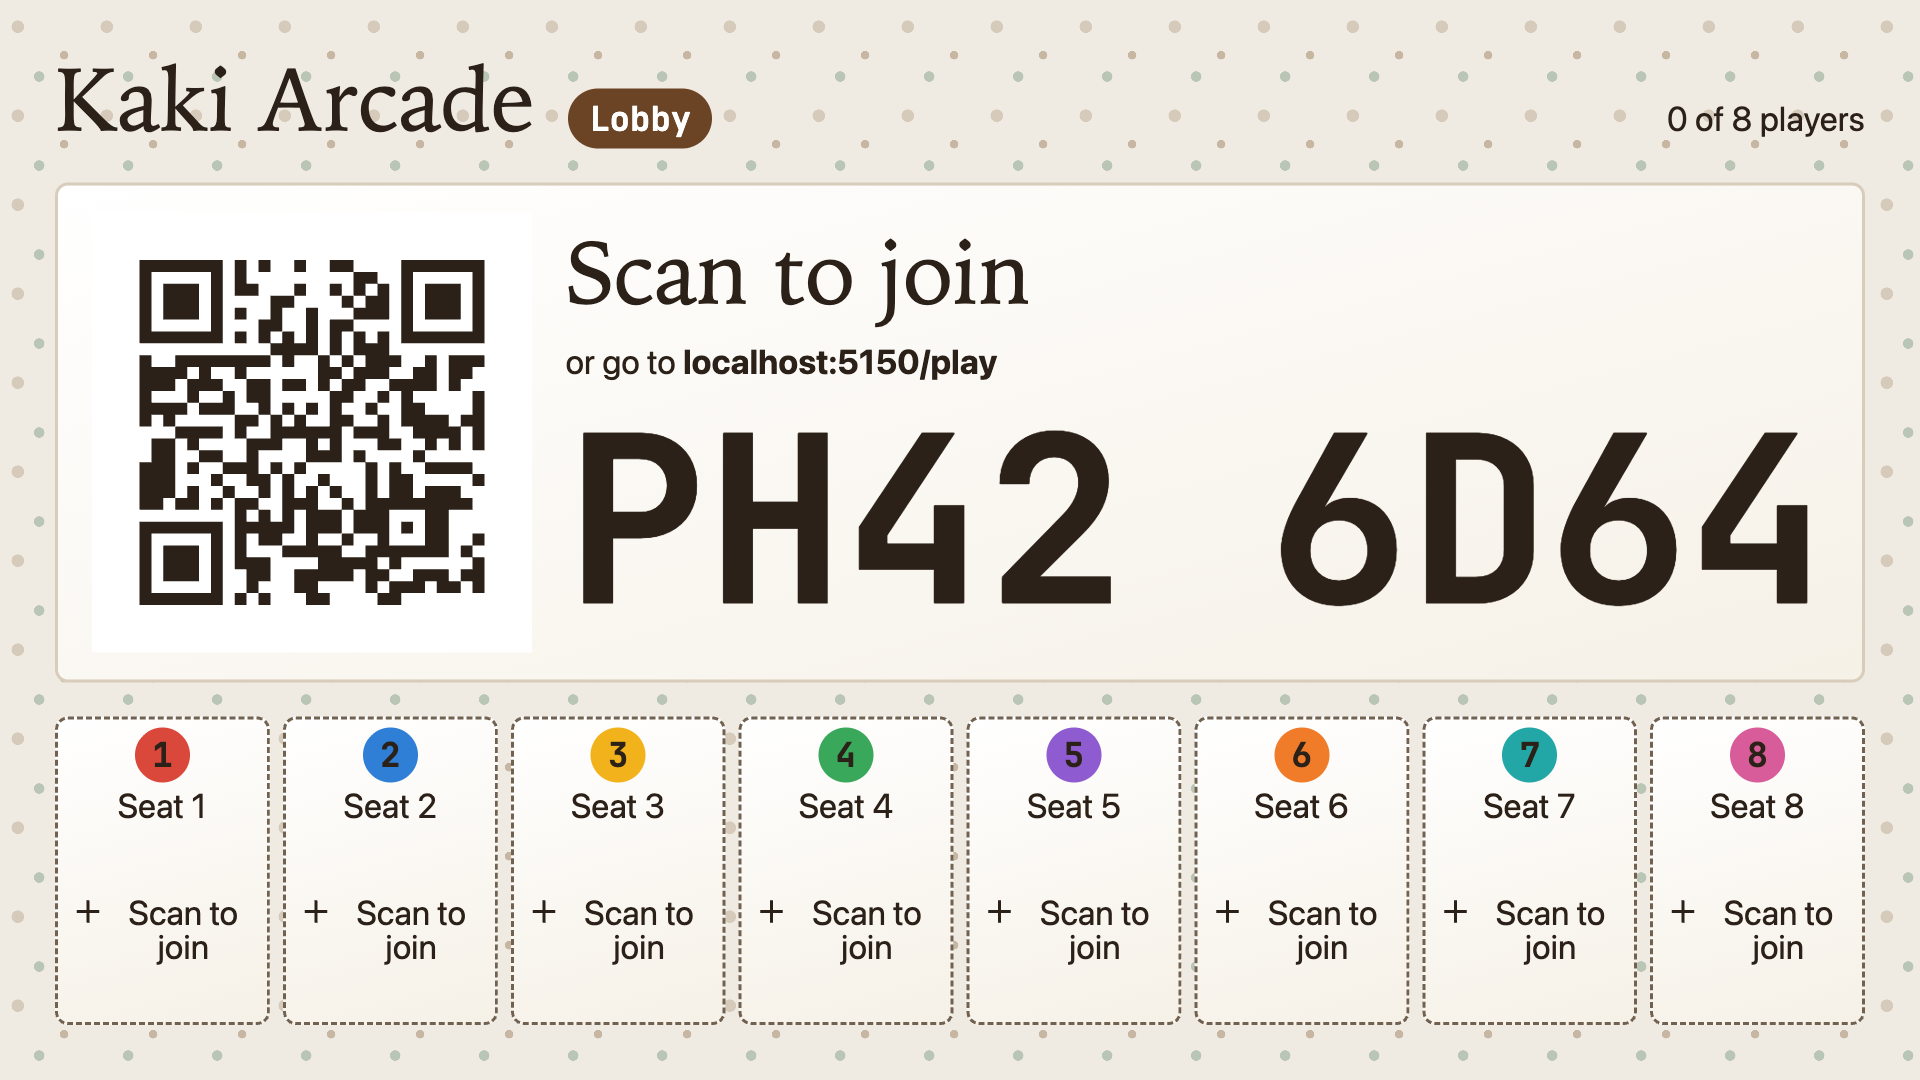 Kaki Arcade
Lobby
0 of 8 players
Scan to join
or go to localhost:5150/play
PH42 6D64
1
Seat 1
+ Scan to
join
2
Seat 2
+ Scan to
join
3
Seat 3
+ Scan to
join
4
Seat 4
+ Scan to
join
5
Seat 5
+ Scan to
join
6
Seat 6
+ Scan to
join
7
Seat 7
+ Scan to
join
8
Seat 8
+ Scan to
join